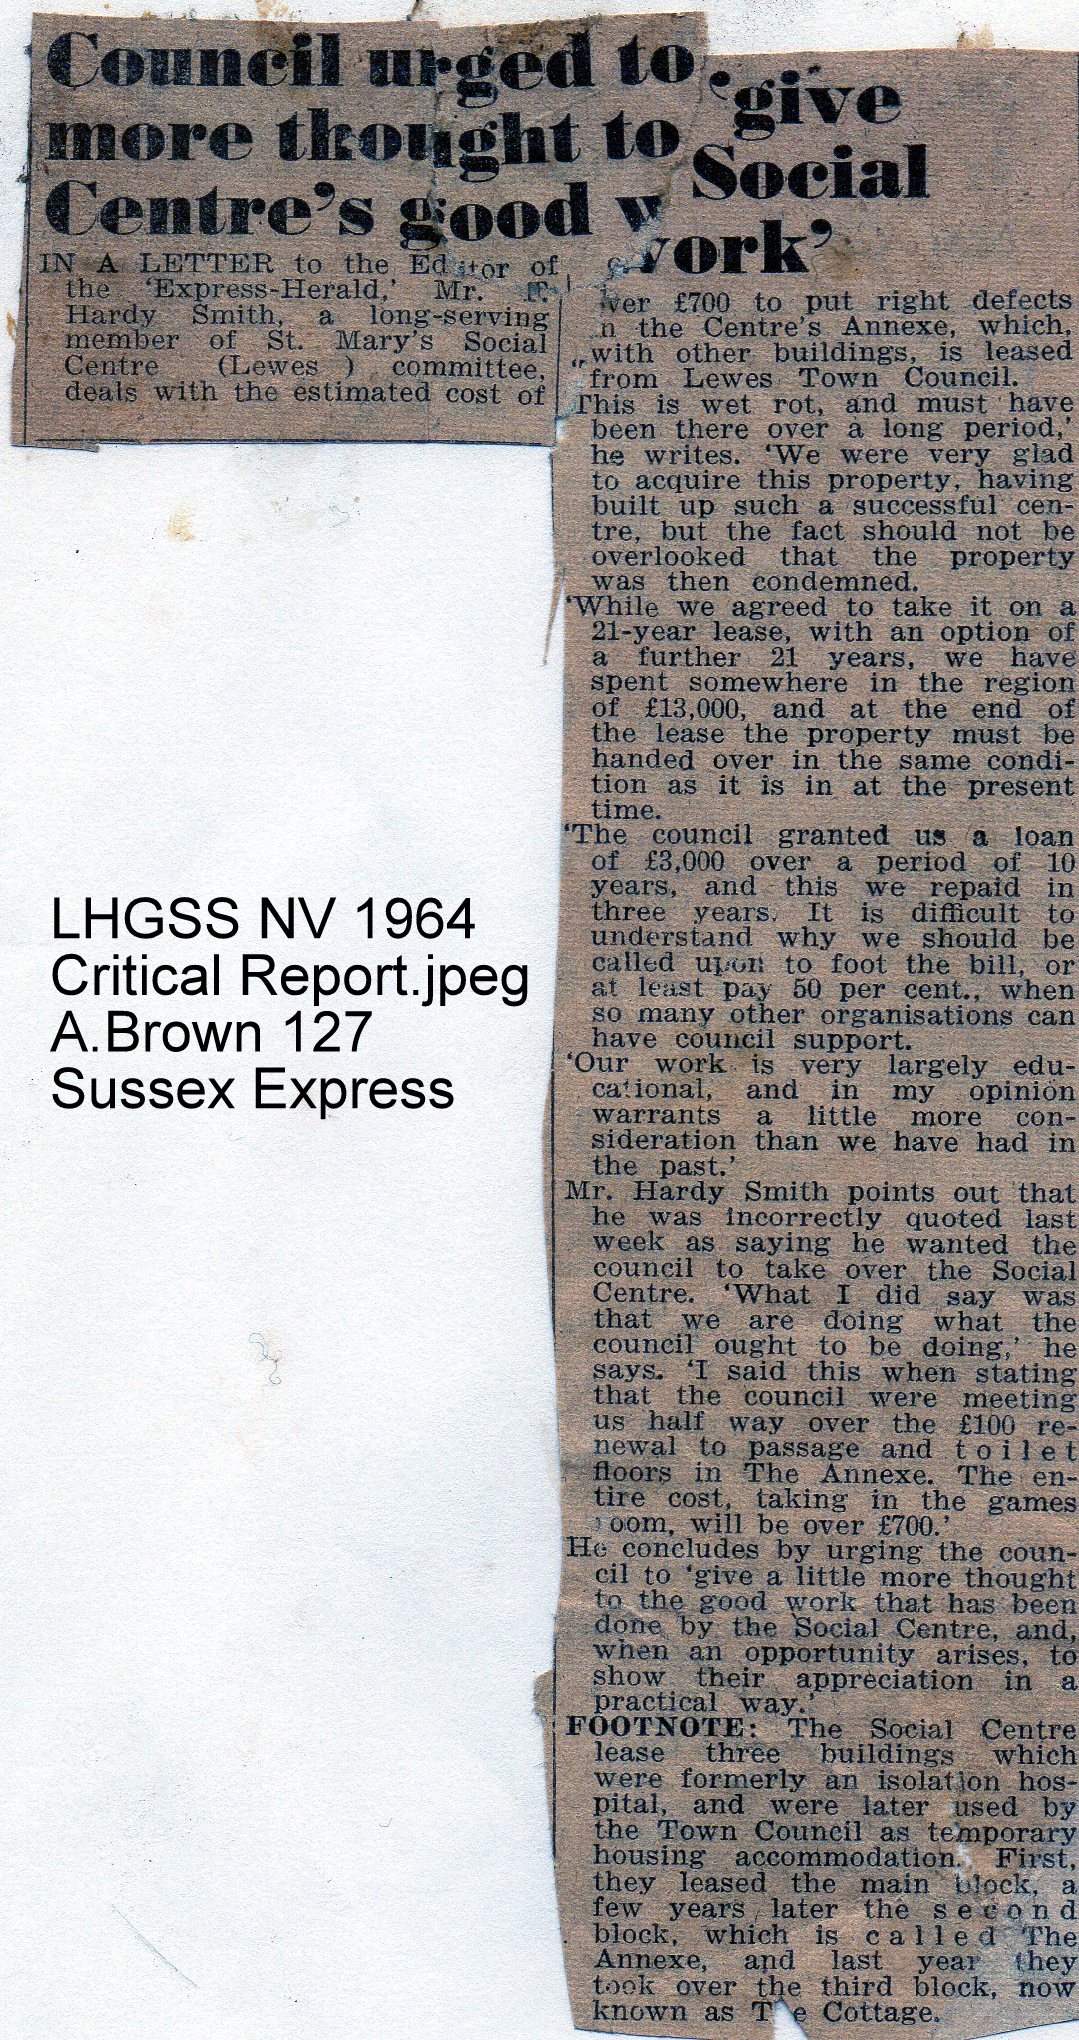 Council urged to 'give
more thought to Social
Centre's good work'
IN A LETTER to the Editor of
the 'Express-Herald,' Mr. F.
Hardy Smith, a long-serving
member of St. Mary's Social
Centre (Lewes ) committee,
deals with the estimated cost of
over £700 to put right defects
in the Centre's Annexe, which,
with other buildings, is leased
from Lewes Town Council.
'This is wet rot, and must have
been there over a long period,'
he writes. 'We were very glad
to acquire this property, having
built up such a successful cen-
tre, but the fact should not be
overlooked that the property
was then condemned.
'While we agreed to take it on a
21-year lease, with an option of
a further 21 years, we have
spent somewhere in the region
of £13,000, and at the end of
the lease the property must be
handed over in the same condi-
tion as it is in at the present
time.
'The council granted us a loan
of £3,000 over a period of 10
years, and this we repaid in
three years. It is difficult to
understand why we should be
called upon to foot the bill, or
at least pay 50 per cent., when
so many other organisations can
have council support.
'Our work is very largely edu-
cational, and in my opinion
warrants a little more con-
sideration than we have had in
the past.'
Mr. Hardy Smith points out that
he was incorrectly quoted last
week as saying he wanted the
council to take over the Social
Centre. 'What I did say was
that we are doing what the
council ought to be doing,' he
says. 'I said this when stating
that the council were meeting
us half way over the £100 re-
newal to passage and toilet
floors in The Annexe. The en-
tire cost, taking in the games
room, will be over £700.'
He concludes by urging the coun-
cil to 'give a little more thought
to the good work that has been
done by the Social Centre, and,
when an opportunity arises, to
show their appreciation in a
practical way.'
FOOTNOTE: The Social Centre
lease three buildings which
were formerly an isolation hos-
pital, and were later used by
the Town Council as temporary
housing accommodation. First,
they leased the main block, a
few years later the second
block, which is called The
Annexe, and last year they
took over the third block, now
known as The Cottage.
LHGSS NV 1964
Critical Report.jpeg
A.Brown 127
Sussex Express